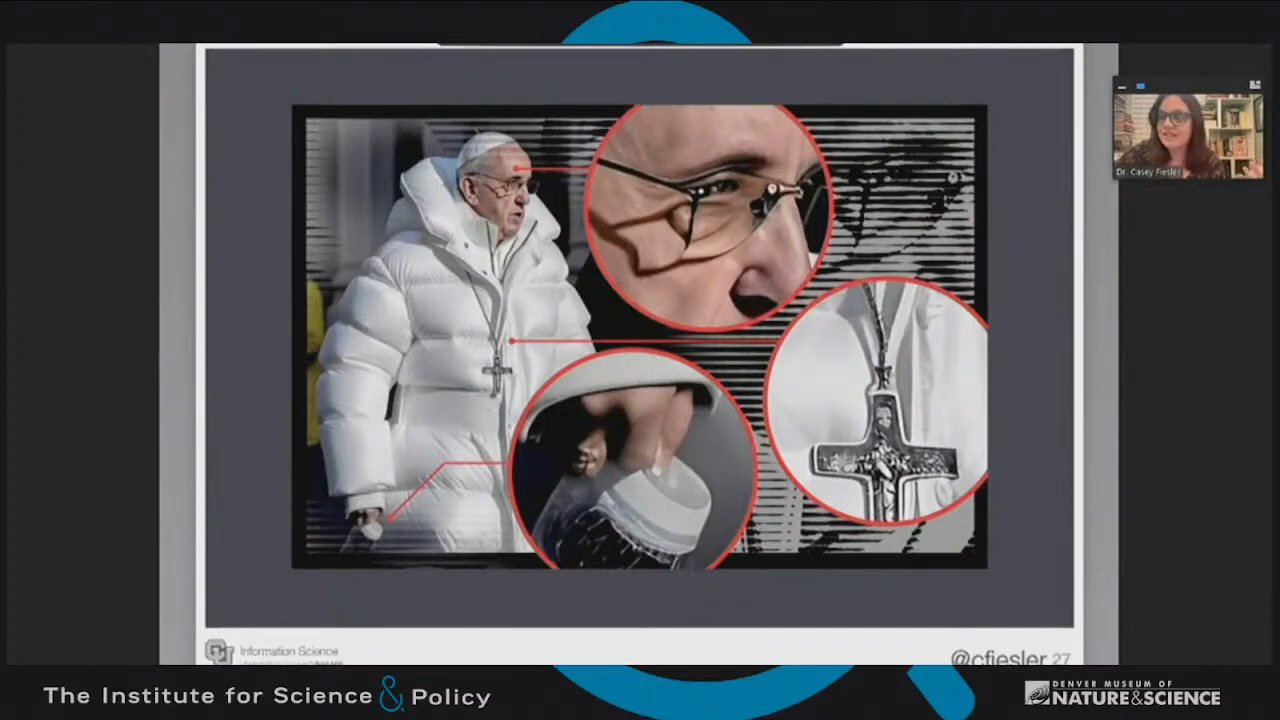 Dr. Casey Fiesler
Information Science
@cfiesler 27
The Institute for Science & Policy
DENVER MUSEUM OF
NATURE & SCIENCE